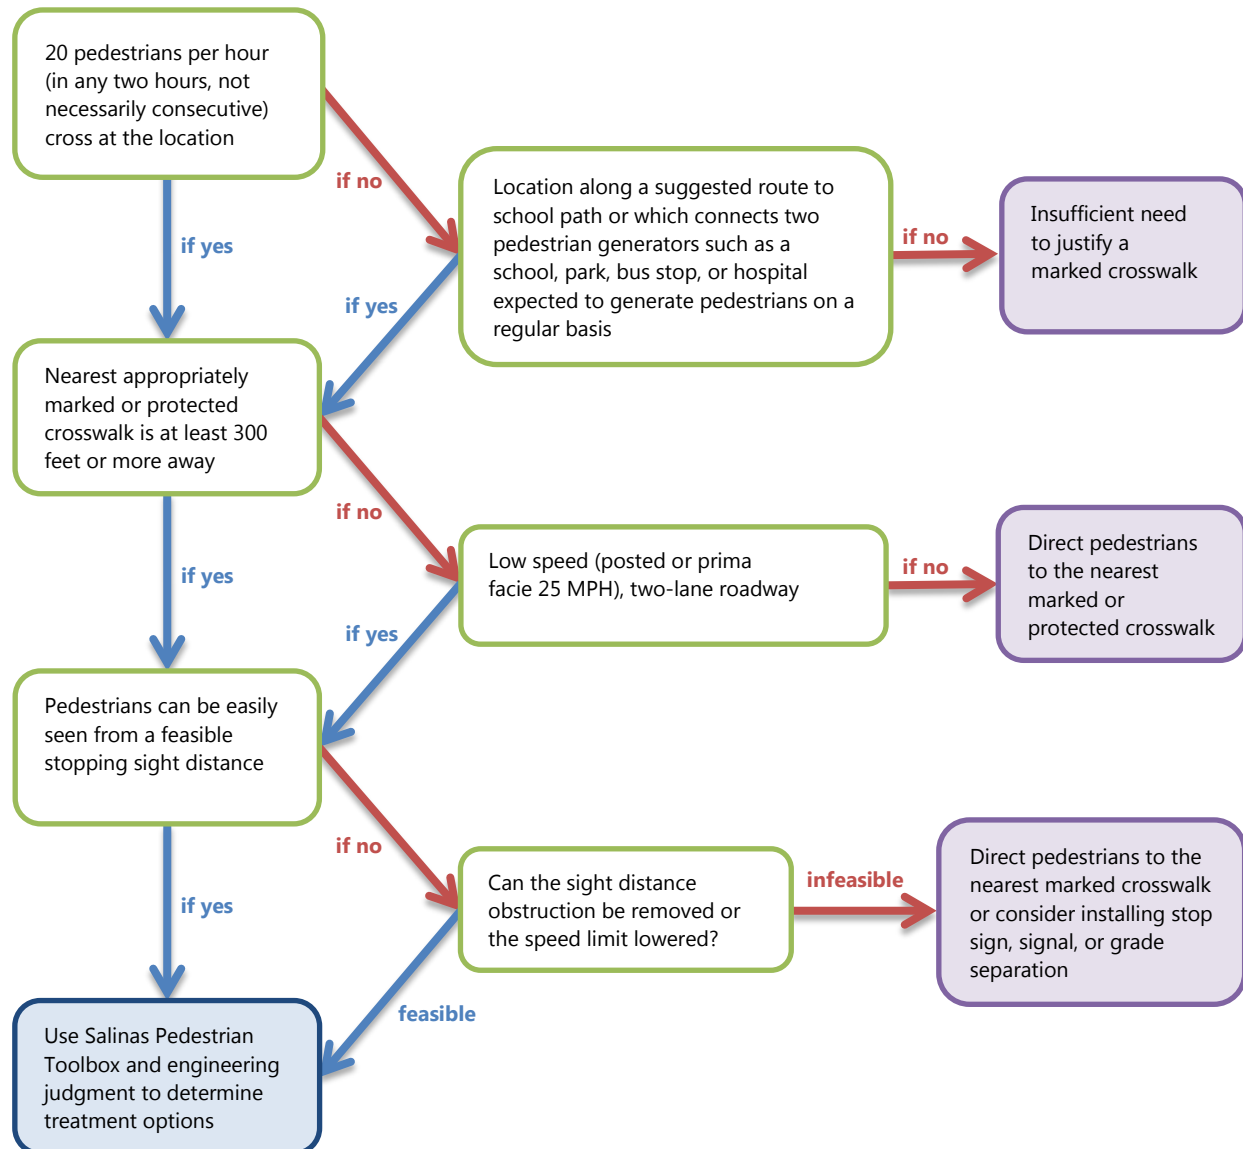 20 pedestrians per hour
(in any two hours, not
necessarily consecutive)
cross at the location
if no
if yes
Location along a suggested route to
school path or which connects two
pedestrian generators such as a
school, park, bus stop, or hospital
expected to generate pedestrians on a
regular basis
if no
Insufficient need
to justify a
marked crosswalk
if yes
Nearest appropriately
marked or protected
crosswalk is at least 300
feet or more away
if no
if yes
Low speed (posted or prima
facie 25 MPH), two-lane roadway
if no
Direct pedestrians
to the nearest
marked or
protected crosswalk
if yes
Pedestrians can be easily
seen from a feasible
stopping sight distance
if no
if yes
Can the sight distance
obstruction be removed or
the speed limit lowered?
infeasible
Direct pedestrians to the
nearest marked crosswalk
or consider installing stop
sign, signal, or grade
separation
feasible
Use Salinas Pedestrian
Toolbox and engineering
judgment to determine
treatment options